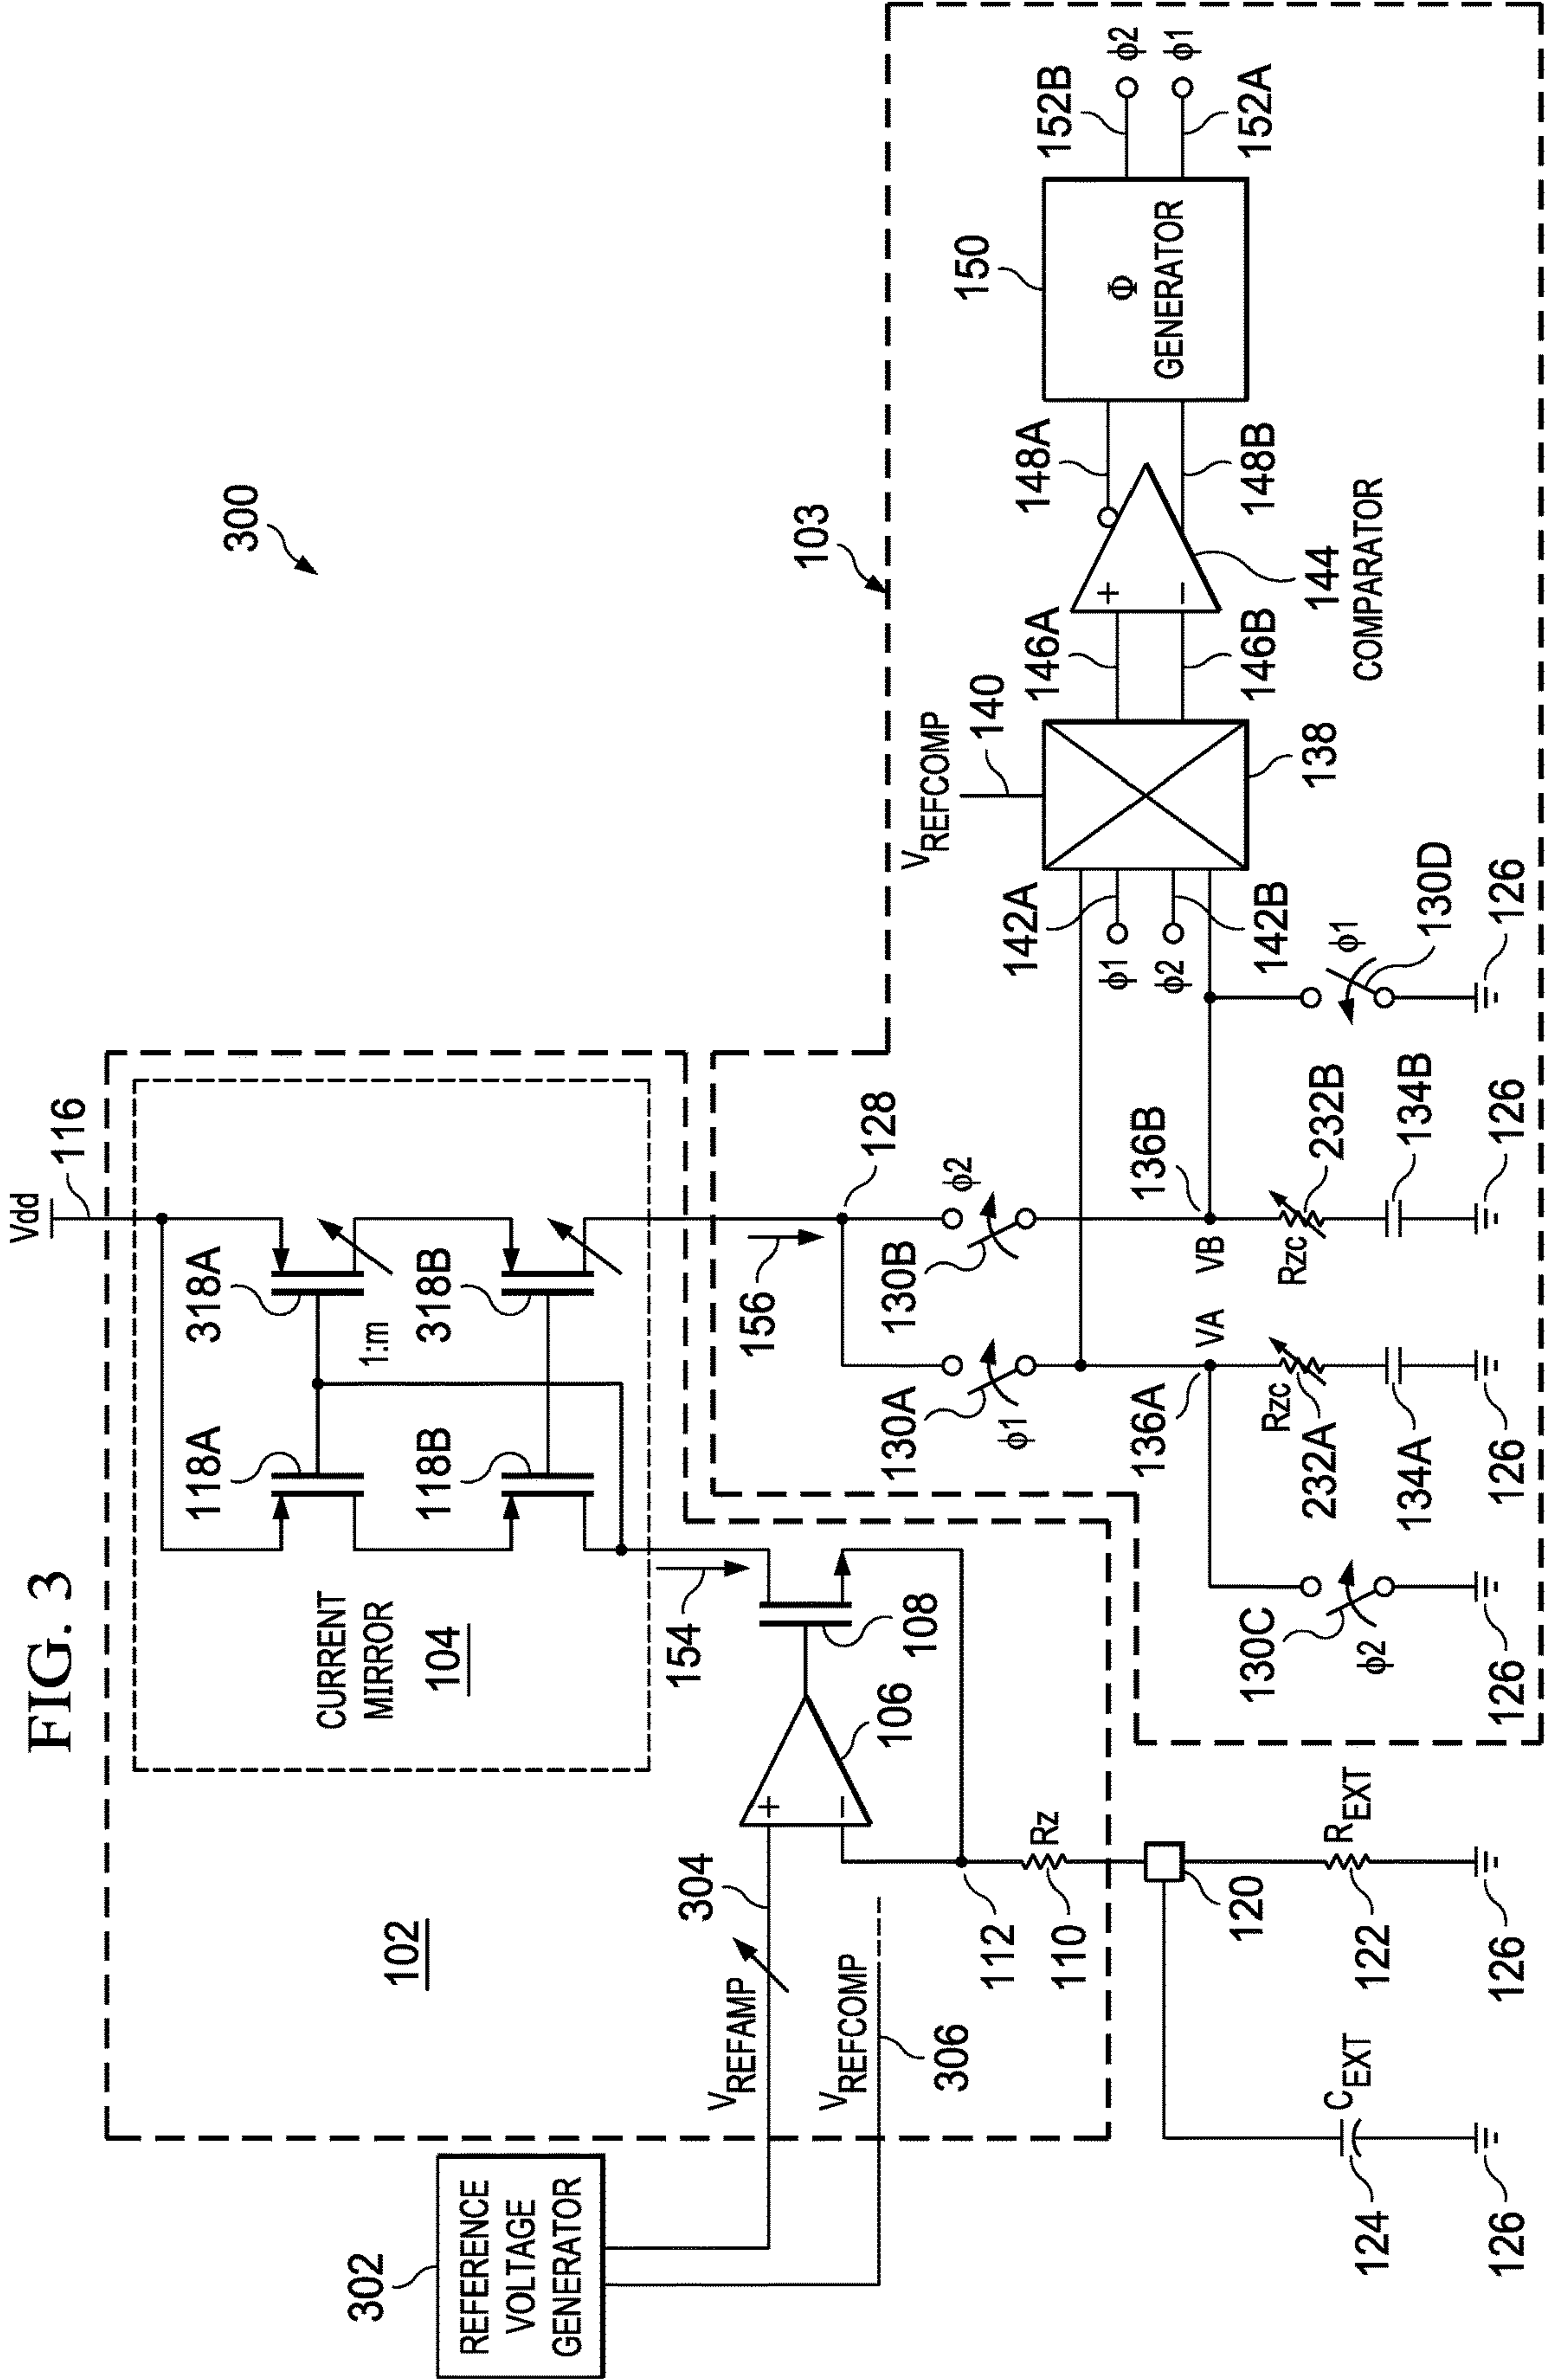 FIG. 3
300
Vdd
116
318A
118A
1:m
318B
118B
CURRENT
MIRROR
104
154
156
128
102
302
REFERENCE
VOLTAGE
GENERATOR
VREFAMP
304
VREFCOMP
306
106
+
−
108
112
110
Rz
120
REXT
122
126
CEXT
124
126
103
130A
ϕ1
130B
ϕ2
136A
VA
136B
VB
Rzc
232A
Rzc
232B
134A
126
134B
126
130C
ϕ2
126
130D
ϕ1
126
VREFCOMP
140
142A
ϕ1
ϕ2
142B
138
146A
146B
+
−
144
COMPARATOR
148A
148B
150
Φ
GENERATOR
152B
ϕ2
ϕ1
152A